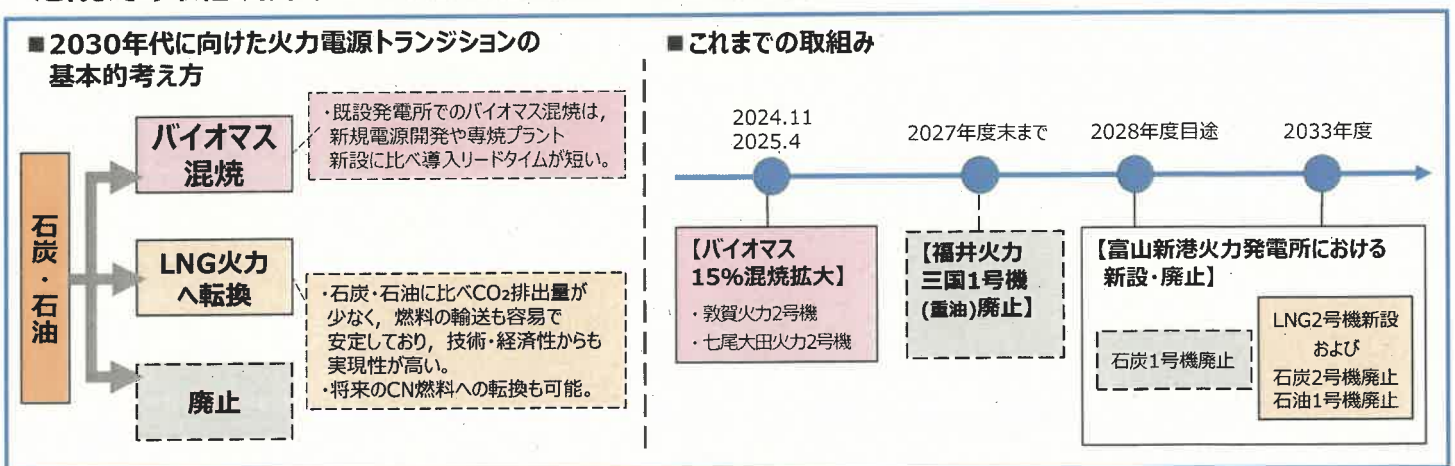 ■2030年代に向けた火力電源トランジションの
基本的考え方
石炭・石油
バイオマス
混焼
・既設発電所でのバイオマス混焼は，
新規電源開発や専焼プラント
新設に比べ導入リードタイムが短い。
LNG火力
へ転換
・石炭・石油に比べCO₂排出量が
少なく，燃料の輸送も容易で
安定しており，技術・経済性からも
実現性が高い。
・将来のCN燃料への転換も可能。
廃止
■これまでの取組み
2024.11
2025.4
2027年度末まで
2028年度目途
2033年度
【バイオマス
15%混焼拡大】
・敦賀火力2号機
・七尾大田火力2号機
【福井火力
三国1号機
(重油)廃止】
【富山新港火力発電所における
新設・廃止】
石炭1号機廃止
LNG2号機新設
および
石炭2号機廃止
石油1号機廃止